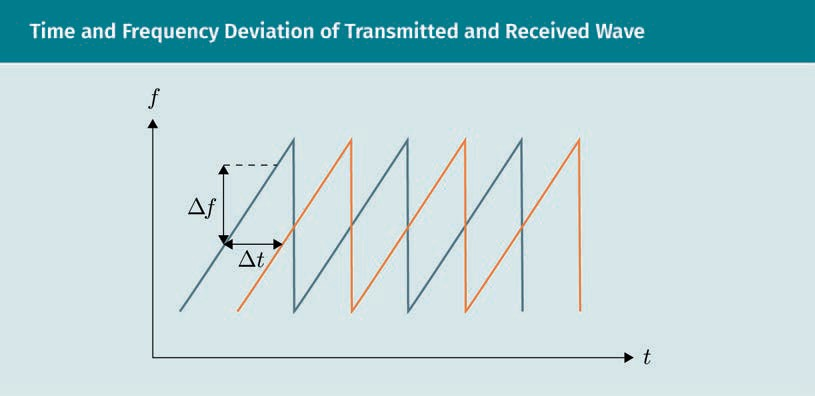 Time and Frequency Deviation of Transmitted and Received Wave
f
Δf
Δt
t